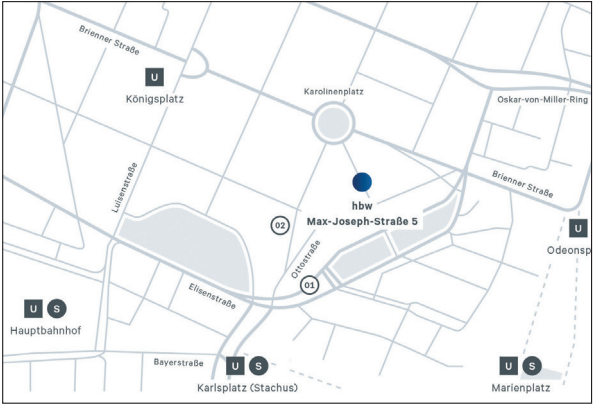 Brienner Straße
U
Königsplatz
Karolinenplatz
Oskar-von-Miller-Ring
Luisenstraße
hbw
Max-Joseph-Straße 5
Brienner Straße
02
U
Odeonsp
Ottostraße
01
Elisenstraße
U S
Hauptbahnhof
Bayerstraße
U S
Karlsplatz (Stachus)
U S
Marienplatz